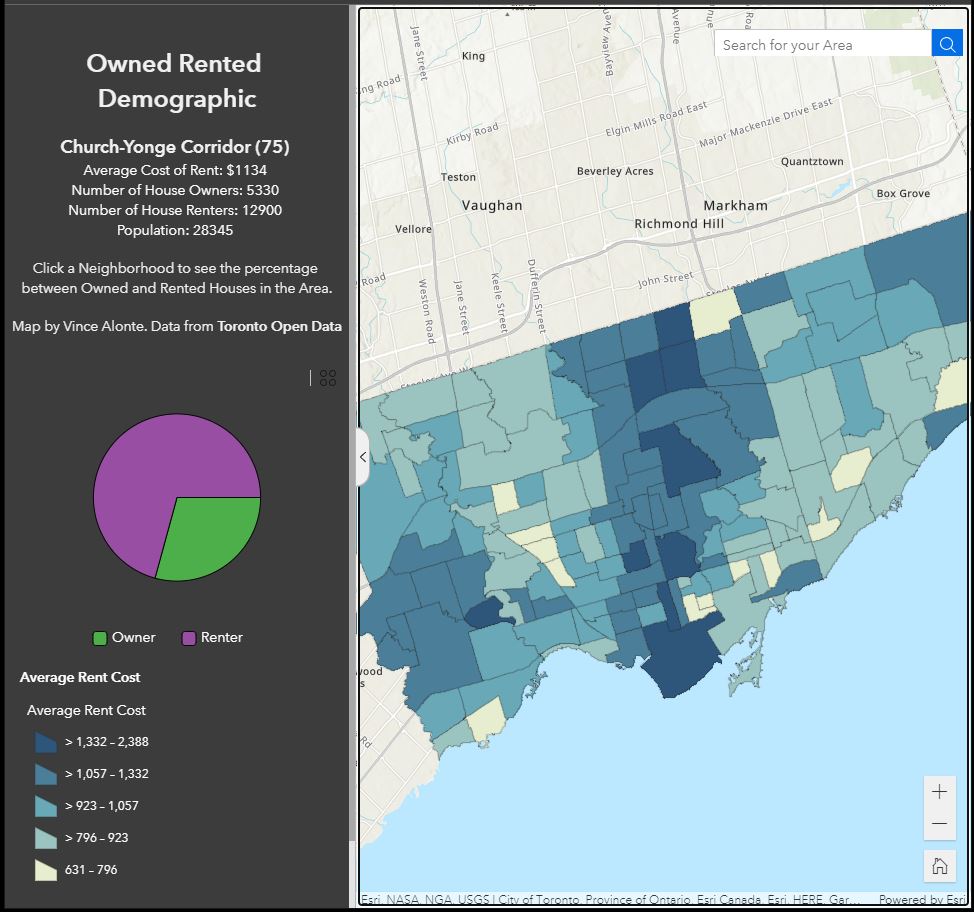 Owned Rented
Demographic
Church-Yonge Corridor (75)
Average Cost of Rent: $1134
Number of House Owners: 5330
Number of House Renters: 12900
Population: 28345
Click a Neighborhood to see the percentage
between Owned and Rented Houses in the Area.
Map by Vince Alonte. Data from Toronto Open Data
Owner
Renter
Average Rent Cost
Average Rent Cost
> 1,332 – 2,388
> 1,057 – 1,332
> 923 – 1,057
> 796 – 923
631 – 796
Search for your Area
Jane Street
Bayview Avenue
Avenue
King
King Road
Kirby Road
Elgin Mills Road East
Major Mackenzie Drive East
Teston
Beverley Acres
Quantztown
Box Grove
Vaughan
Markham
Richmond Hill
Vellore
Road
Weston Road
Jane Street
Keele Street
Dufferin Street
John Street
Steeles Ave E
Steeles Ave W
wood
s
Rd
Esri, NASA, NGA, USGS | City of Toronto, Province of Ontario, Esri Canada, Esri, HERE, Gar...
Powered by Esri